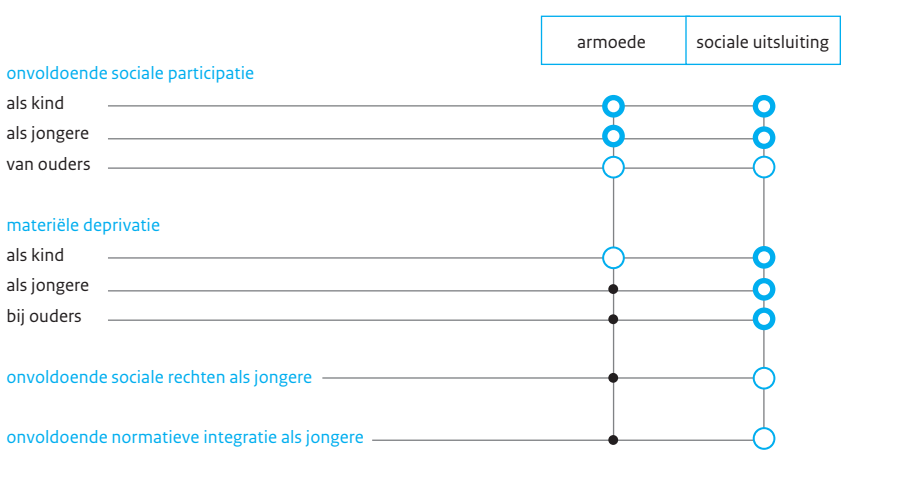 armoede
sociale uitsluiting
onvoldoende sociale participatie
als kind
als jongere
van ouders
materiële deprivatie
als kind
als jongere
bij ouders
onvoldoende sociale rechten als jongere
onvoldoende normatieve integratie als jongere